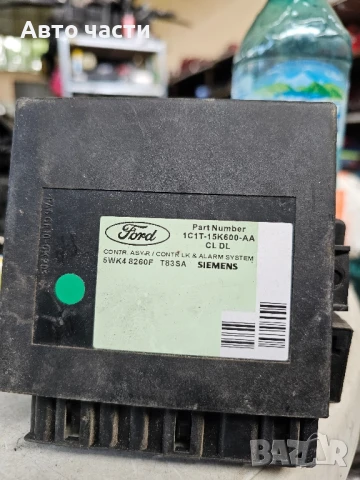 Авто части
Ford
Part Number
1C1T-15K600-AA
CL DL
CONTR. ASY-R / CONTR LK & ALARM SYSTEM
5WK4 8260F T83SA SIEMENS
BAZAR